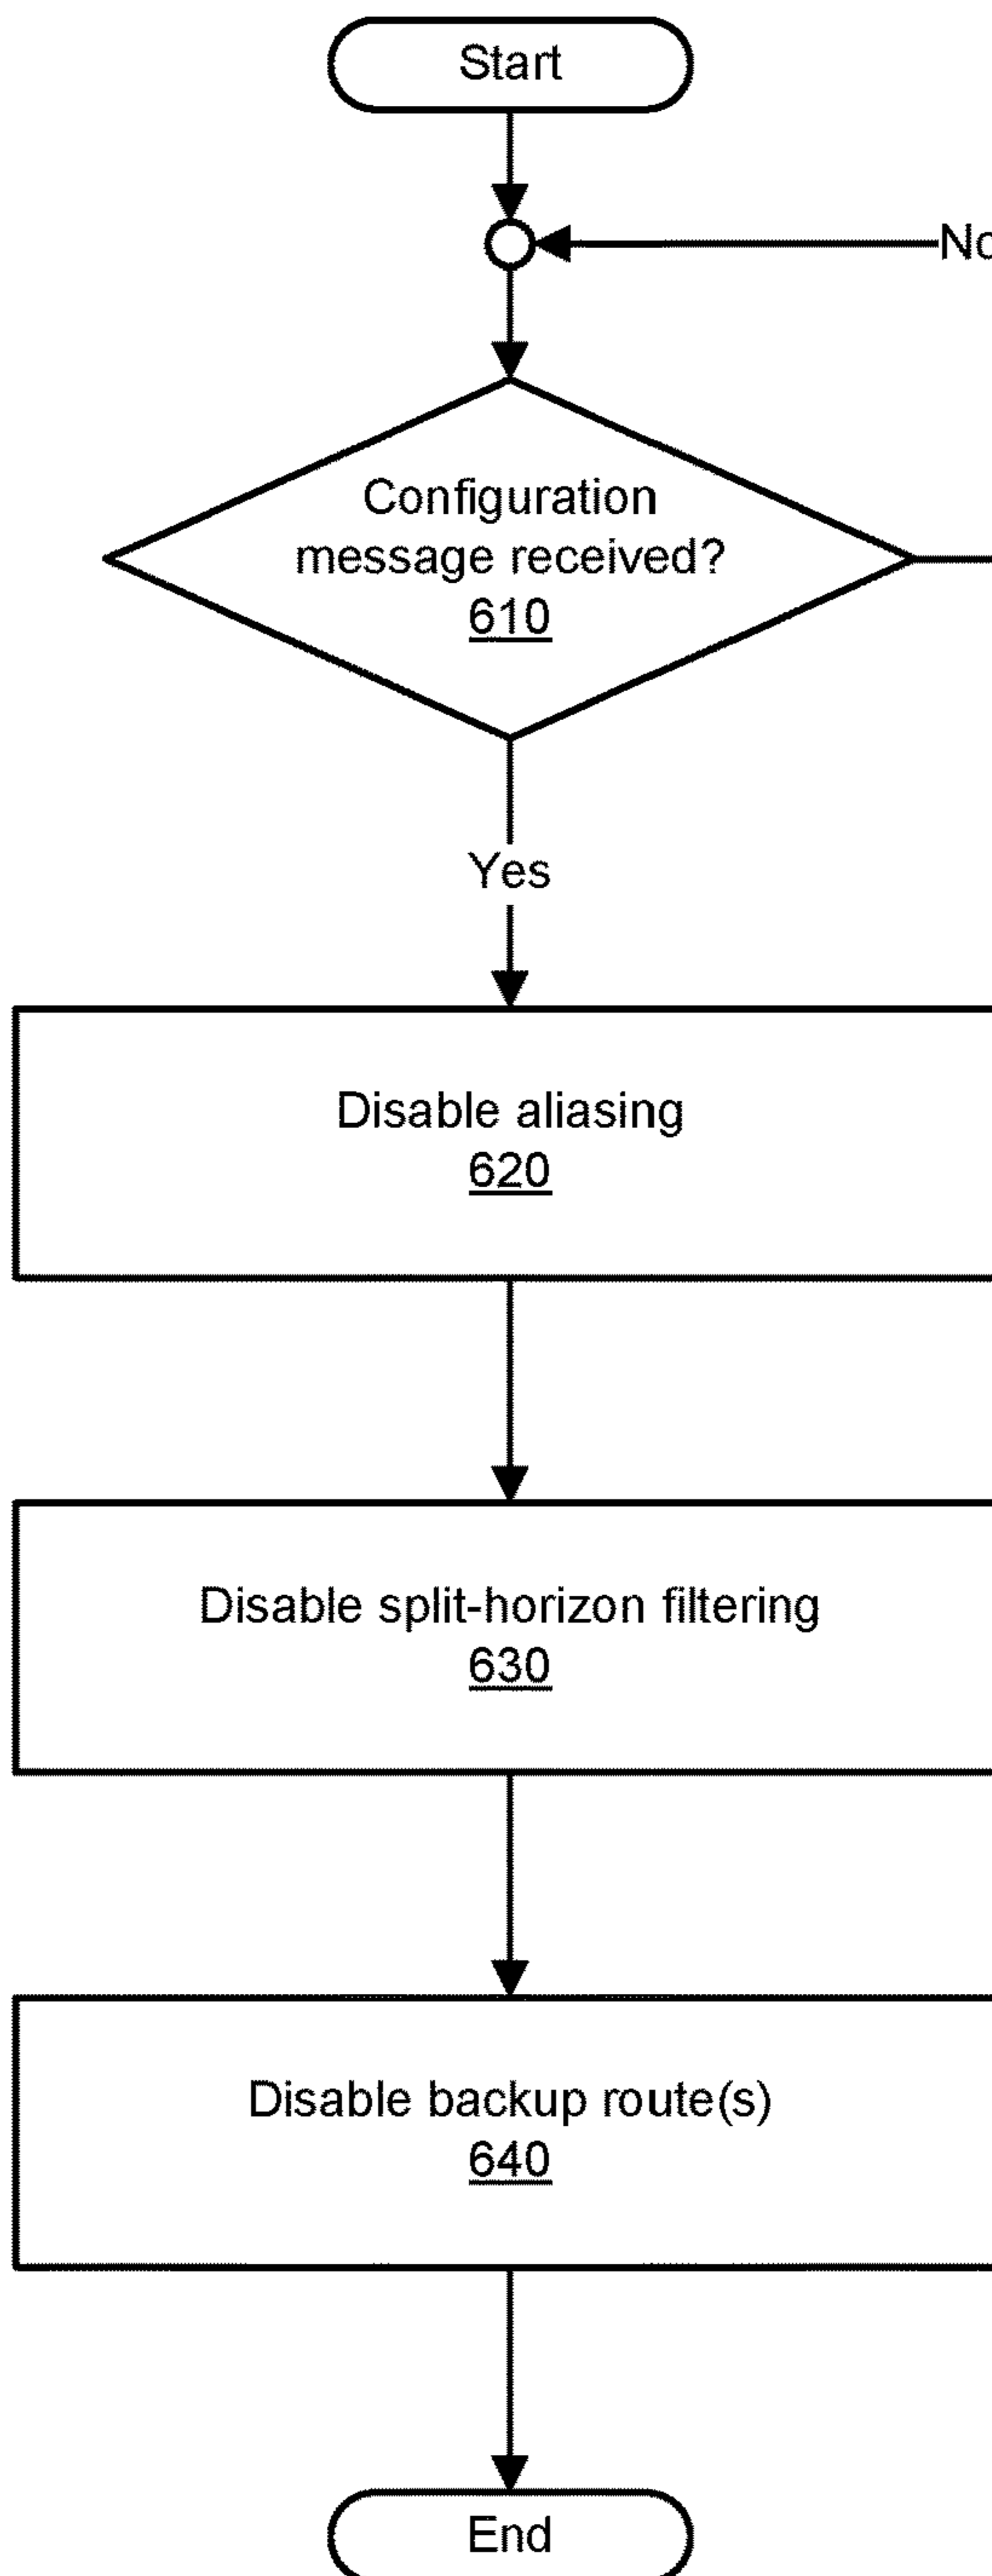 Start
No
Configuration
message received?
610
Yes
Disable aliasing
620
Disable split-horizon filtering
630
Disable backup route(s)
640
End